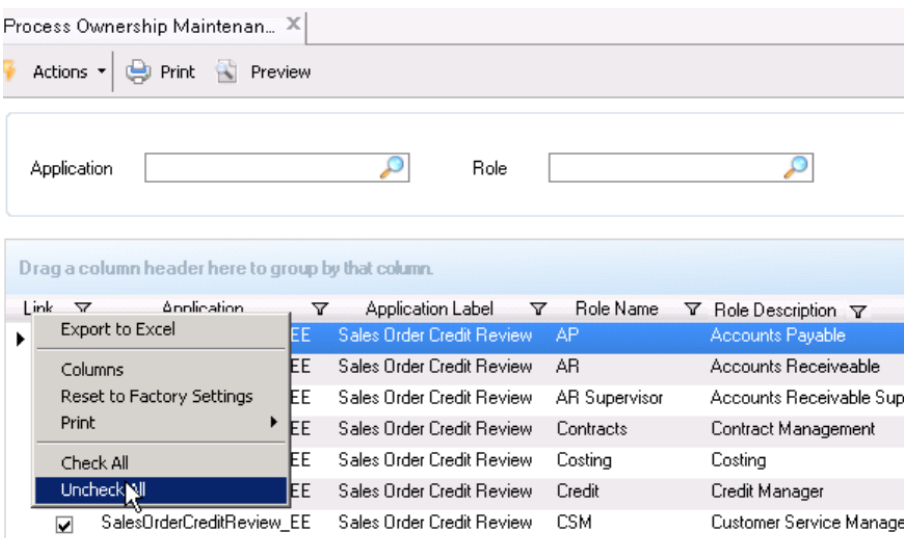 Process Ownership Maintenan... X
Actions Print Preview
Application Role
Drag a column header here to group by that column.
Link Application Application Label Role Name Role Description
Export to Excel
Columns
Reset to Factory Settings
Print
Check All
Uncheck All
EE Sales Order Credit Review AP Accounts Payable
EE Sales Order Credit Review AR Accounts Receiveable
EE Sales Order Credit Review AR Supervisor Accounts Receivable Sup
EE Sales Order Credit Review Contracts Contract Management
EE Sales Order Credit Review Costing Costing
EE Sales Order Credit Review Credit Credit Manager
SalesOrderCreditReview_EE Sales Order Credit Review CSM Customer Service Manage